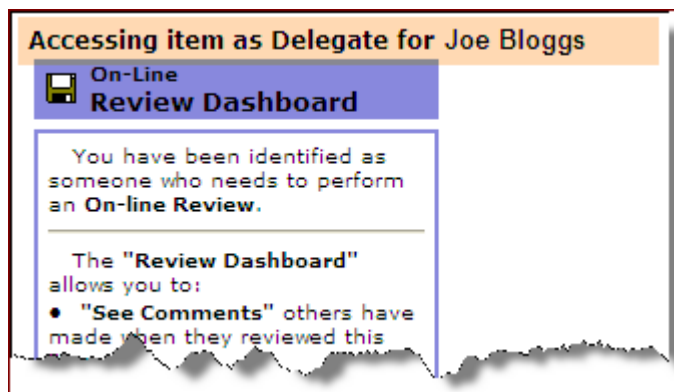 Accessing item as Delegate for Joe Bloggs
On-Line
Review Dashboard
You have been identified as
someone who needs to perform
an On-line Review.
The "Review Dashboard"
allows you to:
• "See Comments" others have
made when they reviewed this